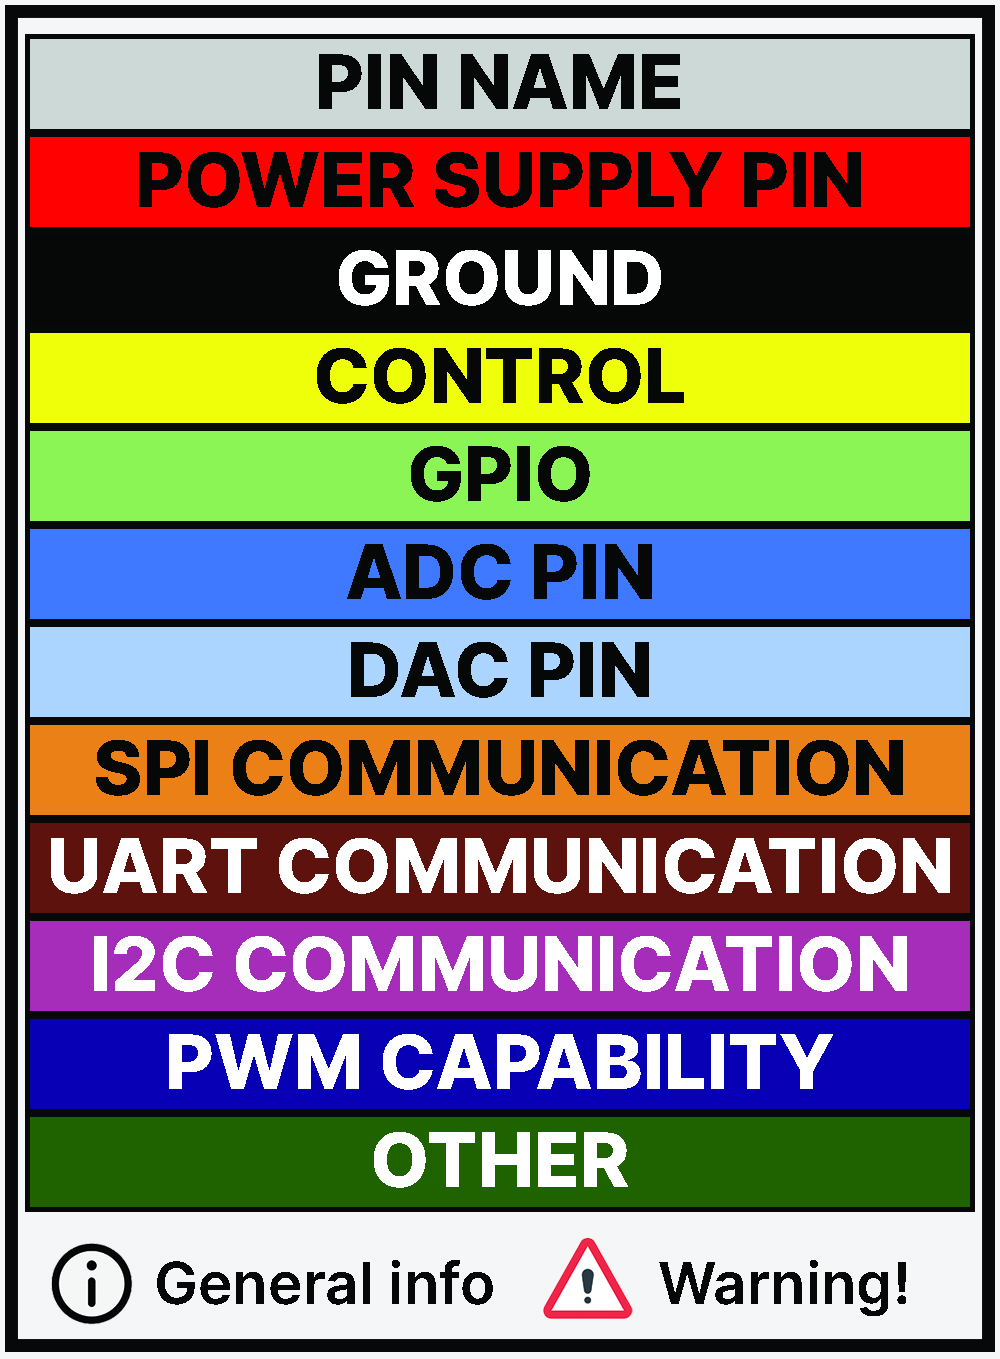 PIN NAME
POWER SUPPLY PIN
GROUND
CONTROL
GPIO
ADC PIN
DAC PIN
SPI COMMUNICATION
UART COMMUNICATION
I2C COMMUNICATION
PWM CAPABILITY
OTHER
General info Warning!